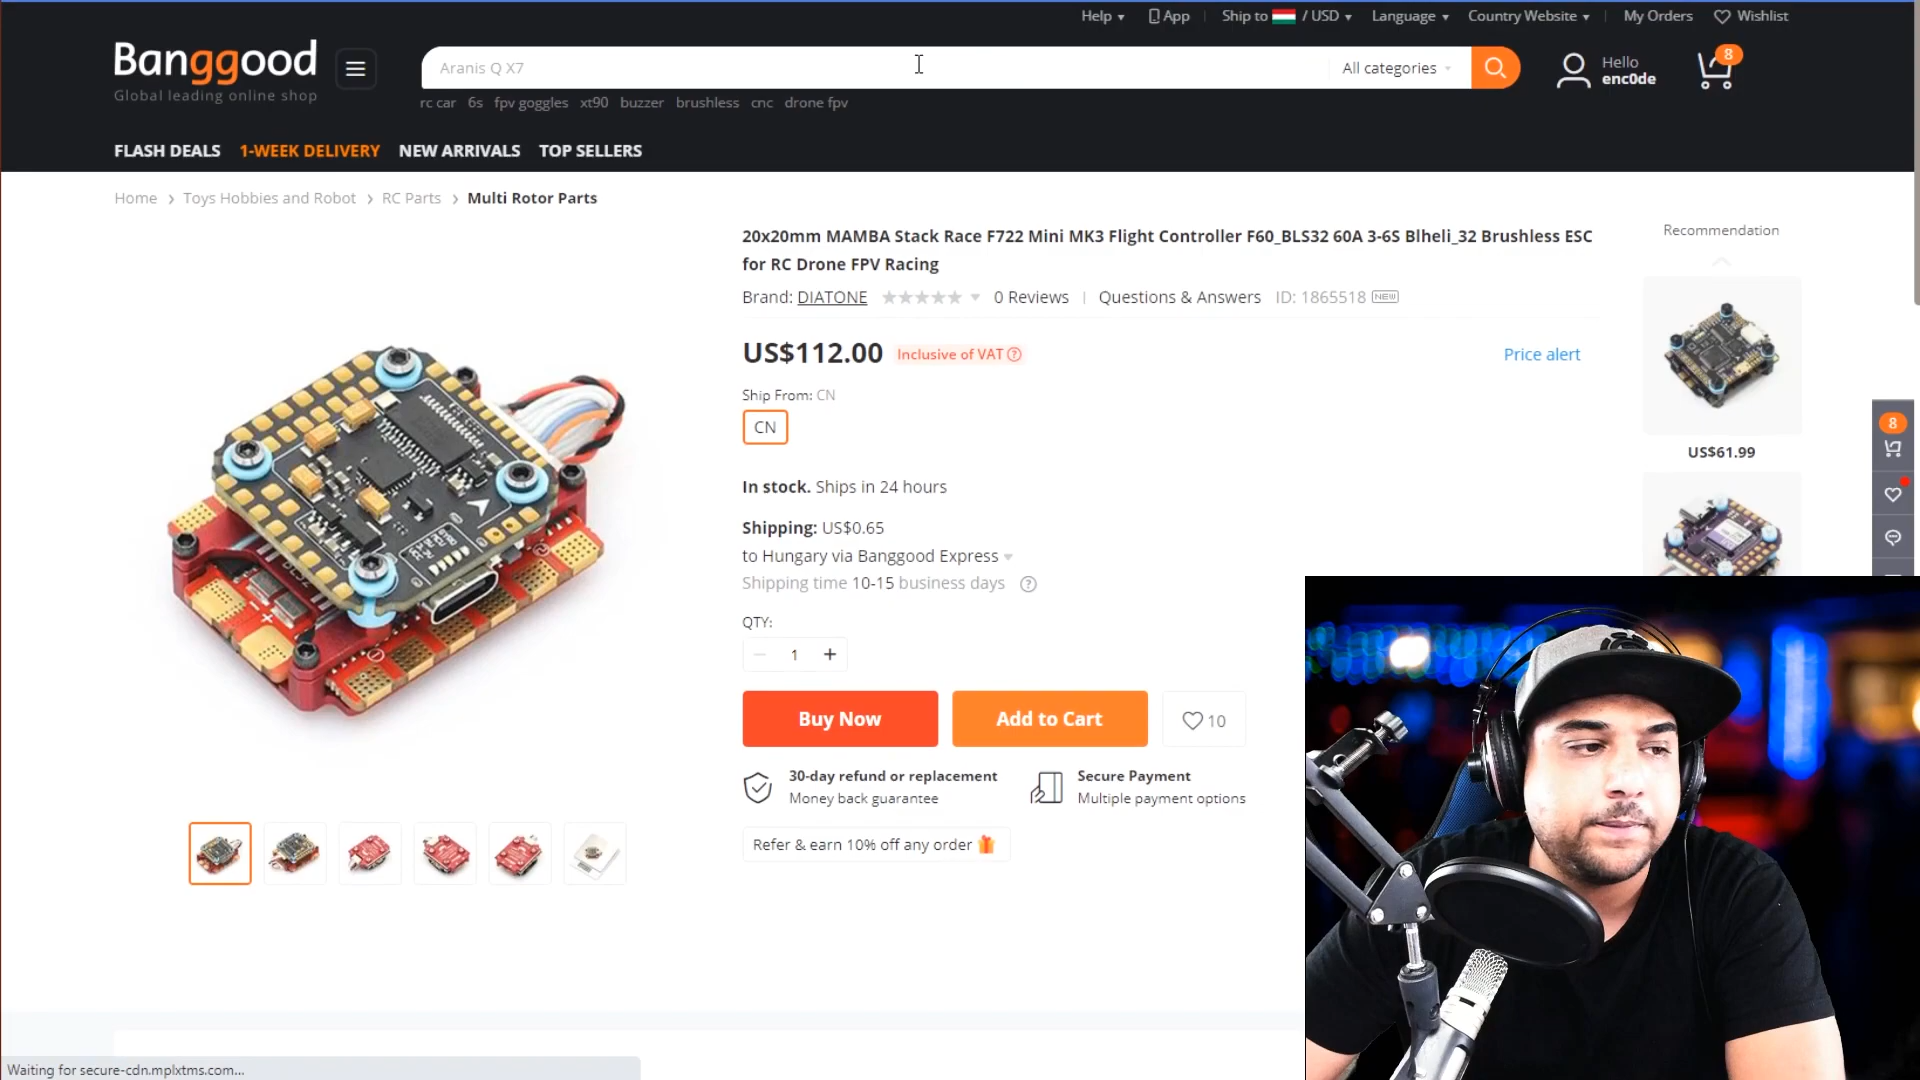 Help App Ship to / USD Language Country Website My Orders Wishlist
Banggood
Global leading online shop
Aranis Q X7
All categories
Hello
enc0de
8
rc car 6s fpv goggles xt90 buzzer brushless cnc drone fpv
FLASH DEALS 1-WEEK DELIVERY NEW ARRIVALS TOP SELLERS
Home > Toys Hobbies and Robot > RC Parts > Multi Rotor Parts
20x20mm MAMBA Stack Race F722 Mini MK3 Flight Controller F60_BLS32 60A 3-6S Blheli_32 Brushless ESC
for RC Drone FPV Racing
Brand: DIATONE 0 Reviews Questions & Answers ID: 1865518 NEW
US$112.00 Inclusive of VAT ?
Price alert
Ship From: CN
CN
In stock. Ships in 24 hours
Shipping: US$0.65
to Hungary via Banggood Express
Shipping time 10-15 business days ?
QTY:
1 +
Buy Now Add to Cart 10
30-day refund or replacement
Money back guarantee
Secure Payment
Multiple payment options
Refer & earn 10% off any order
Recommendation
US$61.99
8
Waiting for secure-cdn.mplxtms.com...